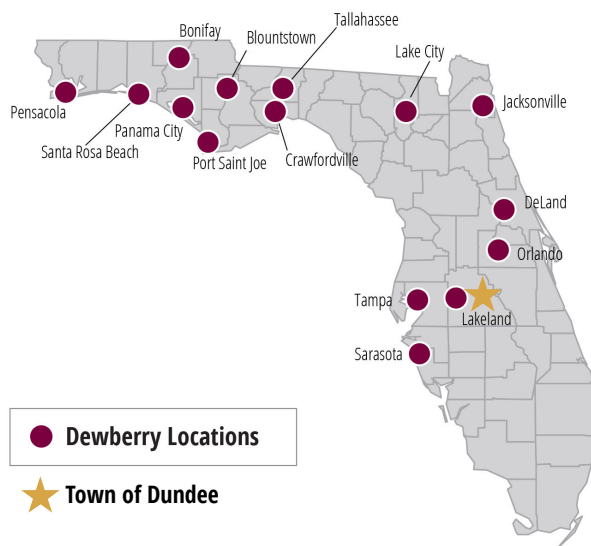 Bonifay
Tallahassee
Blountstown
Lake City
Pensacola
Jacksonville
Panama City
Santa Rosa Beach
Port Saint Joe
Crawfordville
DeLand
Orlando
Tampa
Lakeland
Sarasota
Dewberry Locations
Town of Dundee